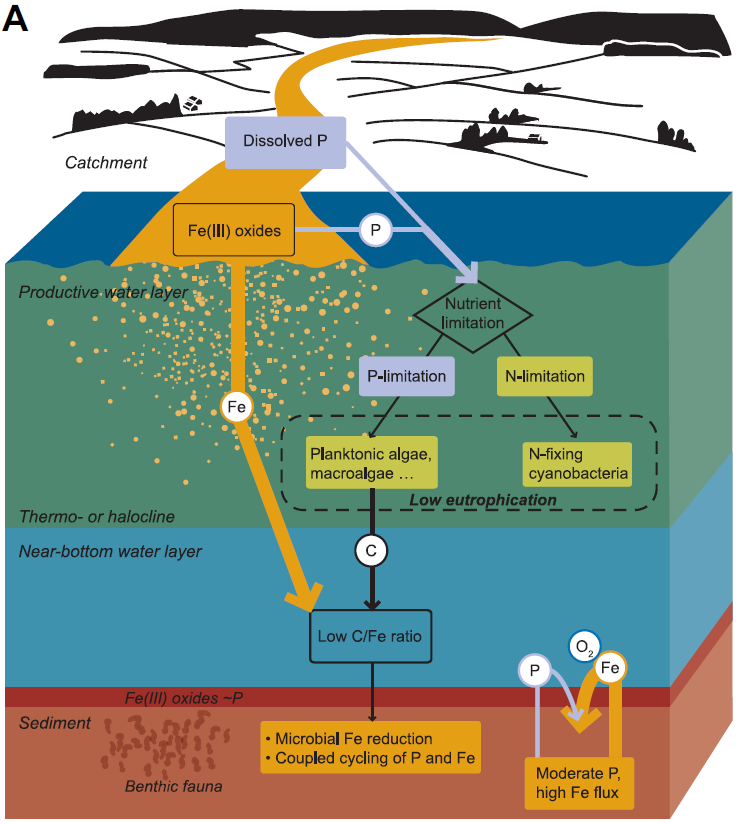 A
Dissolved P
Catchment
Fe(III) oxides
P
Productive water layer
Nutrient
limitation
P-limitation
N-limitation
Fe
Planktonic algae,
macroalgae ...
N-fixing
cyanobacteria
Low eutrophication
Thermo- or halocline
Near-bottom water layer
C
Low C/Fe ratio
O2
P
Fe
Fe(III) oxides ~P
Sediment
• Microbial Fe reduction
• Coupled cycling of P and Fe
Moderate P,
high Fe flux
Benthic fauna